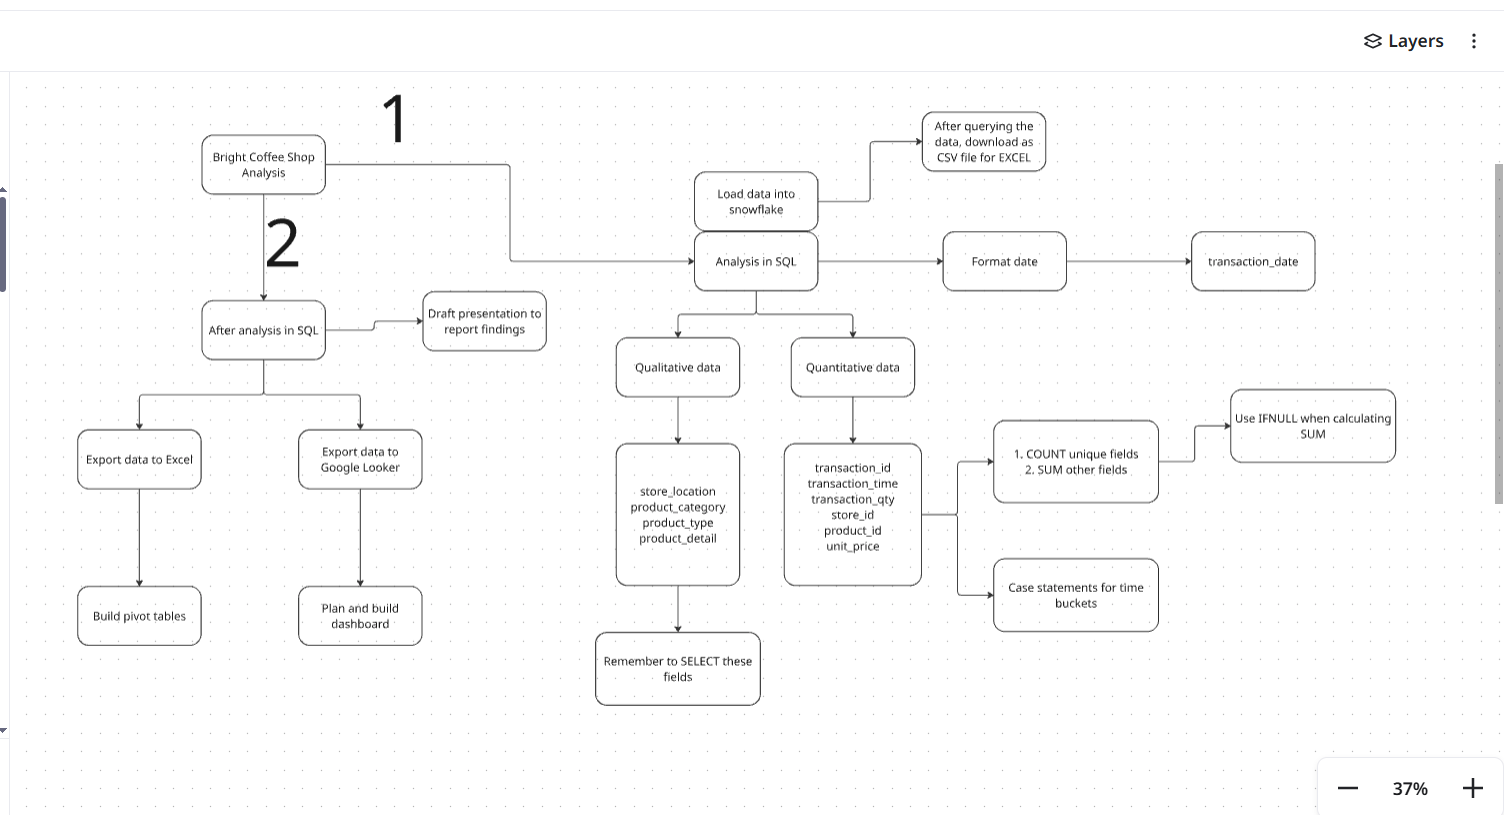 Layers
1
Bright Coffee Shop
Analysis
2
After analysis in SQL
Draft presentation to
report findings
Export data to Excel
Export data to
Google Looker
Build pivot tables
Plan and build
dashboard
After querying the
data, download as
CSV file for EXCEL
Load data into
snowflake
Analysis in SQL
Format date
transaction_date
Qualitative data
Quantitative data
store_location
product_category
product_type
product_detail
transaction_id
transaction_time
transaction_qty
store_id
product_id
unit_price
1. COUNT unique fields
2. SUM other fields
Use IFNULL when calculating
SUM
Case statements for time
buckets
Remember to SELECT these
fields
37%